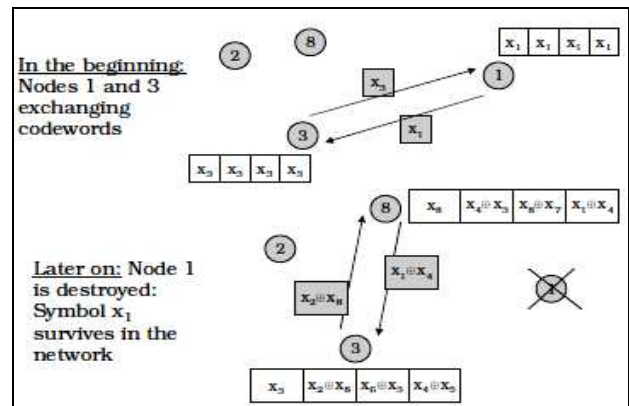 2
8
x₁ x₁ x₁ x₁
In the beginning:
Nodes 1 and 3
exchanging
codewords
x₃
1
x₁
3
x₃ x₃ x₃ x₃
8
x₈ x₄⊕x₃ x₆⊕x₇ x₁⊕x₄
2
Later on: Node 1
is destroyed:
Symbol x₁
survives in the
network
x₂⊕x₈
x₁⊕x₄
1
3
x₃ x₂⊕x₈ x₆⊕x₃ x₄⊕x₅